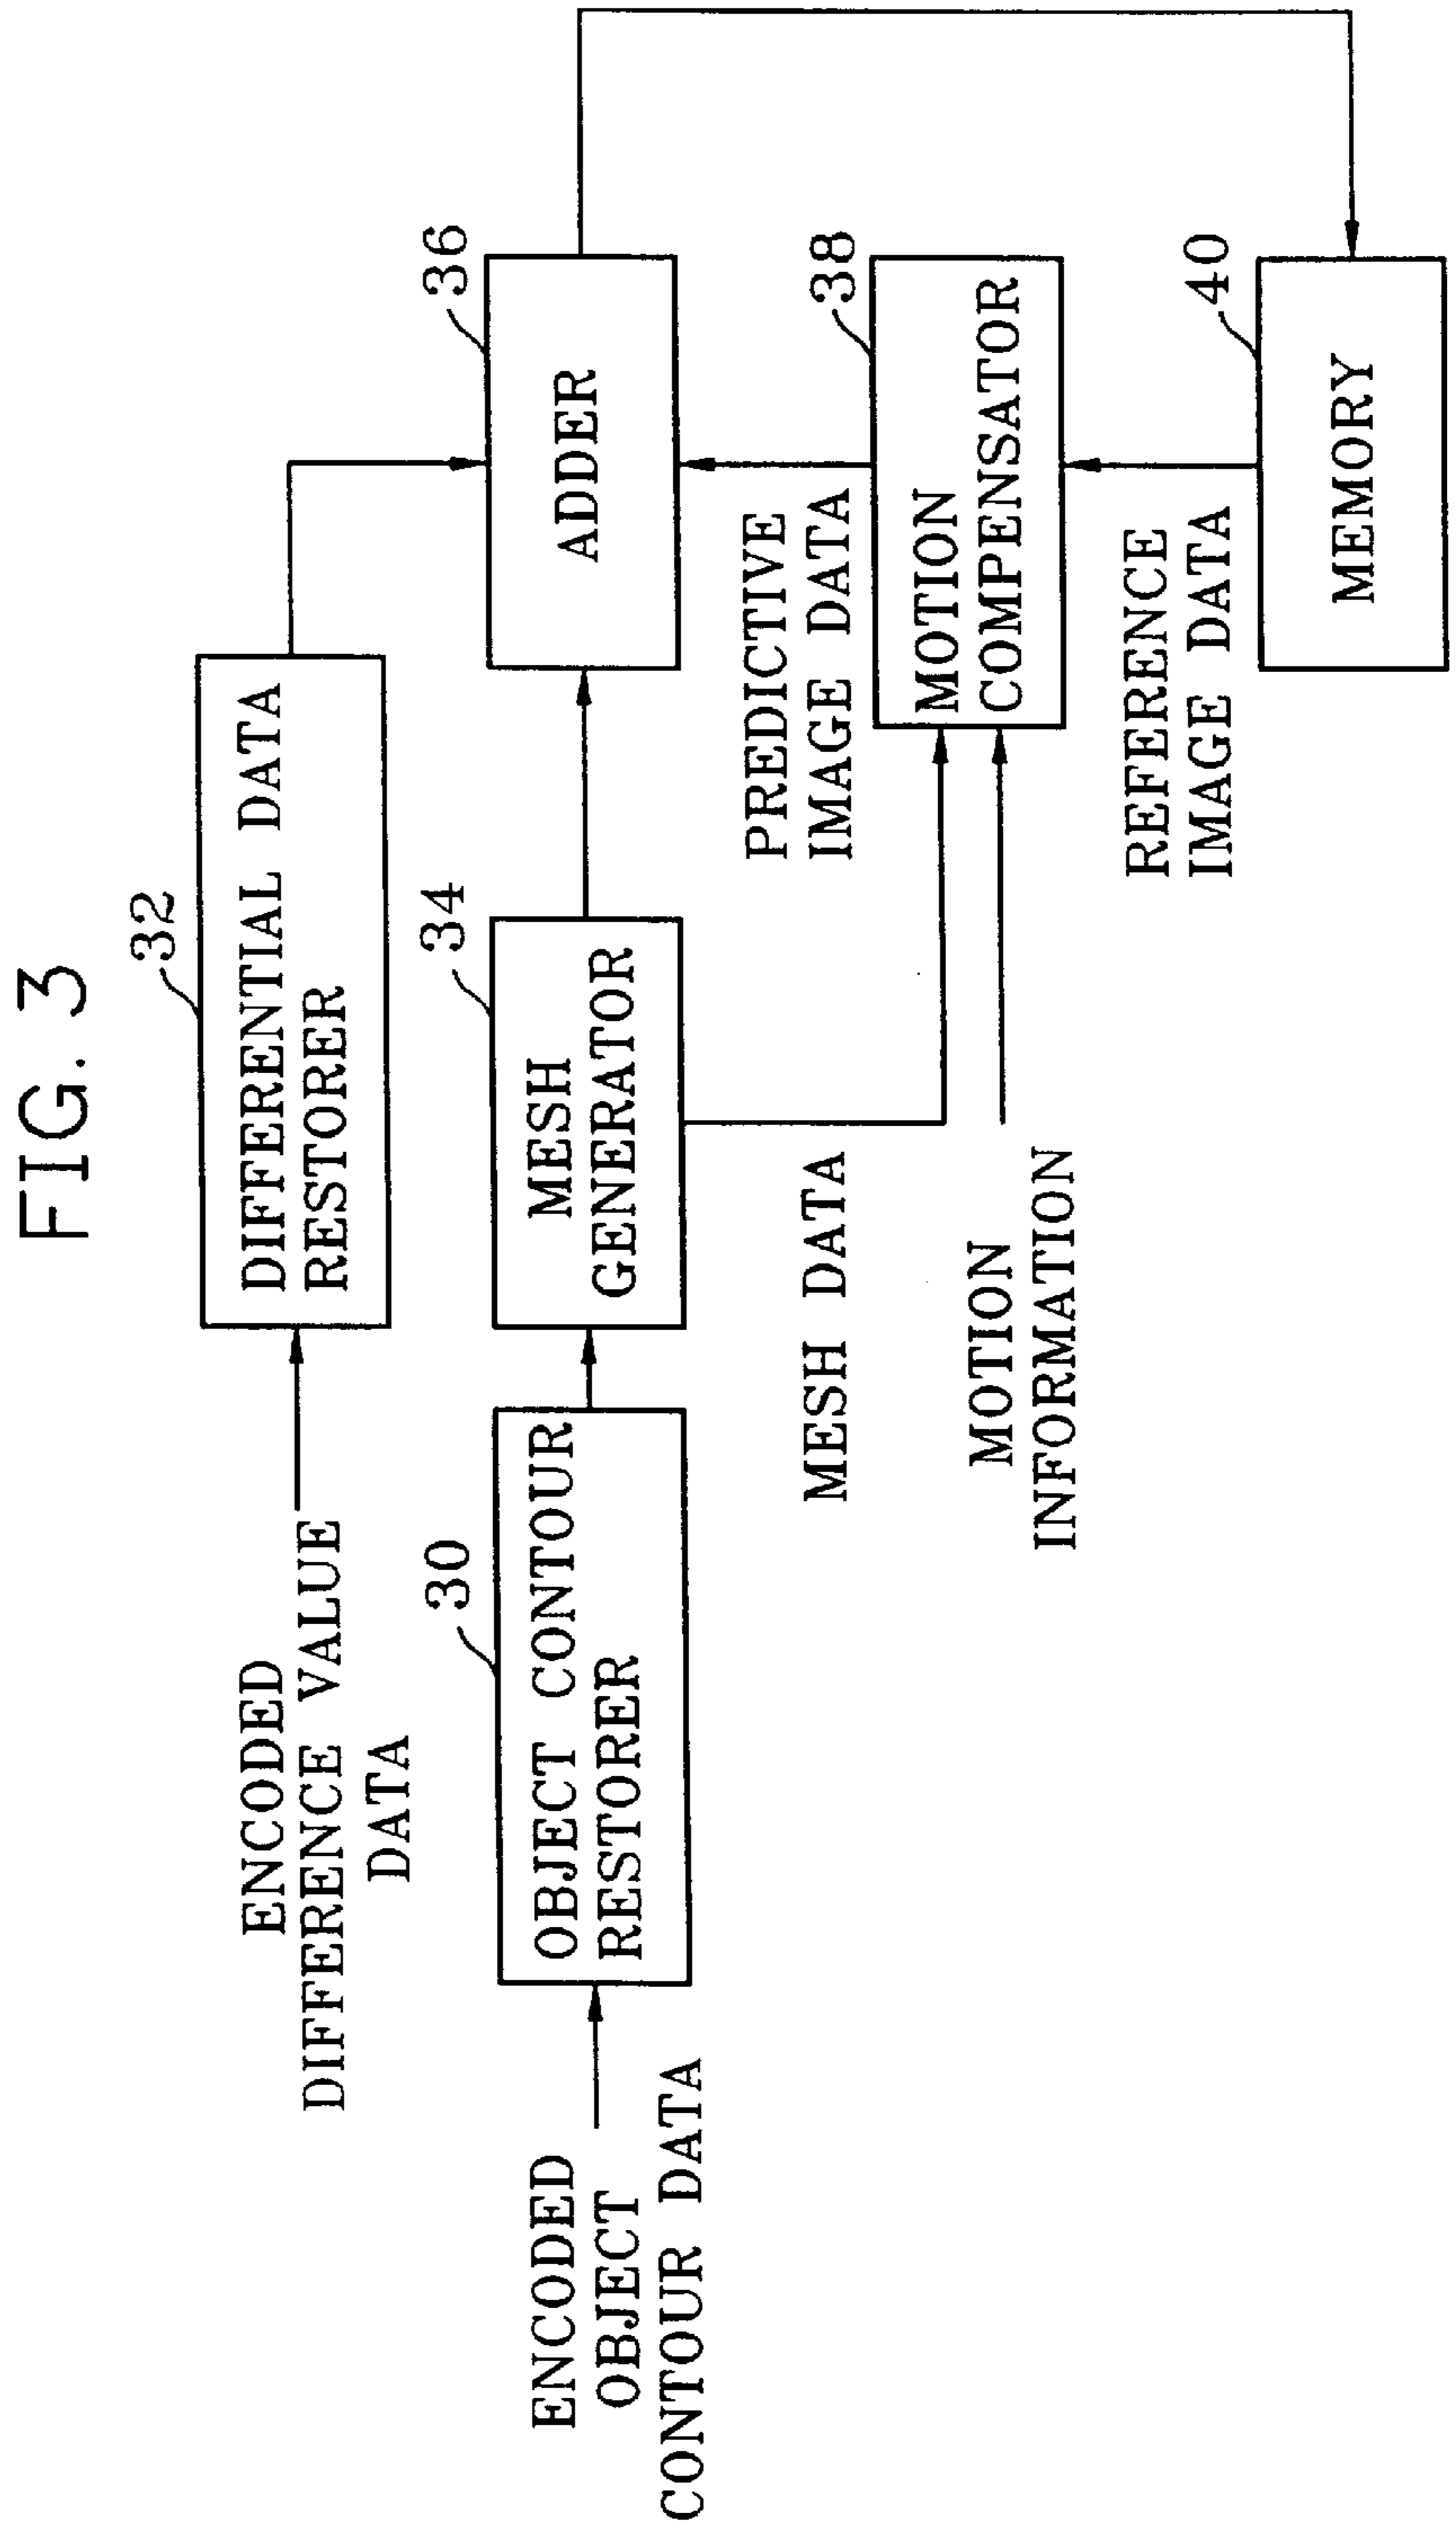 FIG. 3
ENCODED
DIFFERENCE VALUE
DATA
32
DIFFERENTIAL DATA
RESTORER
ENCODED
OBJECT
CONTOUR DATA
30
OBJECT CONTOUR
RESTORER
34
MESH
GENERATOR
36
ADDER
MESH DATA
PREDICTIVE
IMAGE DATA
38
MOTION
COMPENSATOR
MOTION
INFORMATION
REFERENCE
IMAGE DATA
40
MEMORY